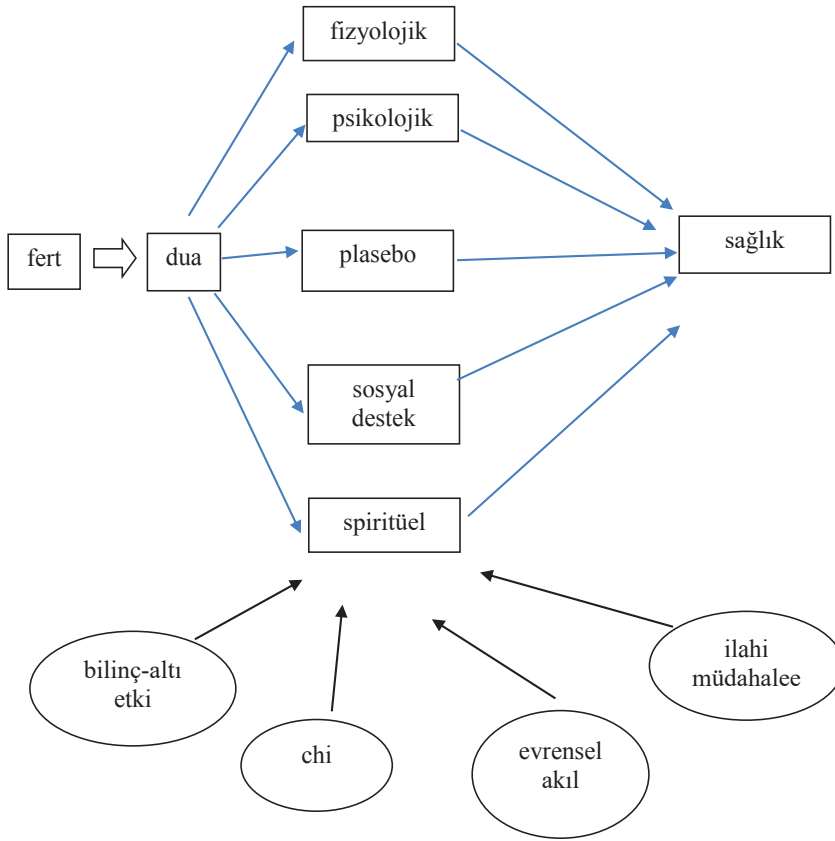 fizyolojik
psikolojik
fert
dua
plasebo
sağlık
sosyal
destek
spiritüel
bilinç-altı
etki
chi
evrensel
akıl
ilahi
müdahalee